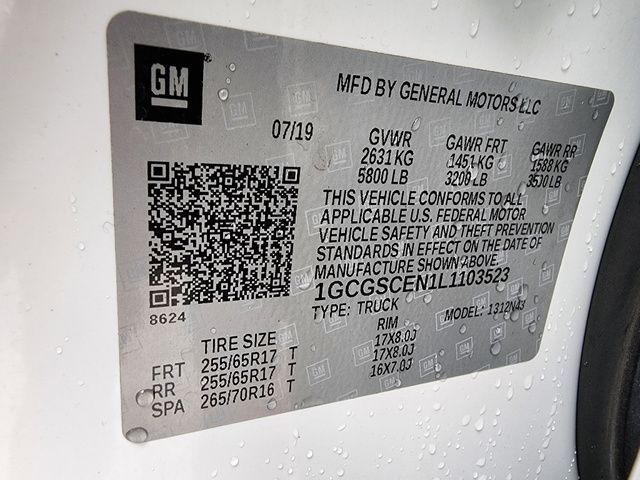 GM
MFD BY GENERAL MOTORS LLC
07/19
GVWR GAWR FRT GAWR RR
2631 KG 1451 KG 1588 KG
5800 LB 3200 LB 3500 LB
THIS VEHICLE CONFORMS TO ALL
APPLICABLE U.S. FEDERAL MOTOR
VEHICLE SAFETY AND THEFT PREVENTION
STANDARDS IN EFFECT ON THE DATE OF
MANUFACTURE SHOWN ABOVE.
1GCGSCEN1L1103523
TYPE: TRUCK MODEL: 1312N43
8624
TIRE SIZE RIM
FRT 255/65R17 T 17X8.0J
RR 255/65R17 T 17X8.0J
SPA 265/70R16 T 16X7.0J